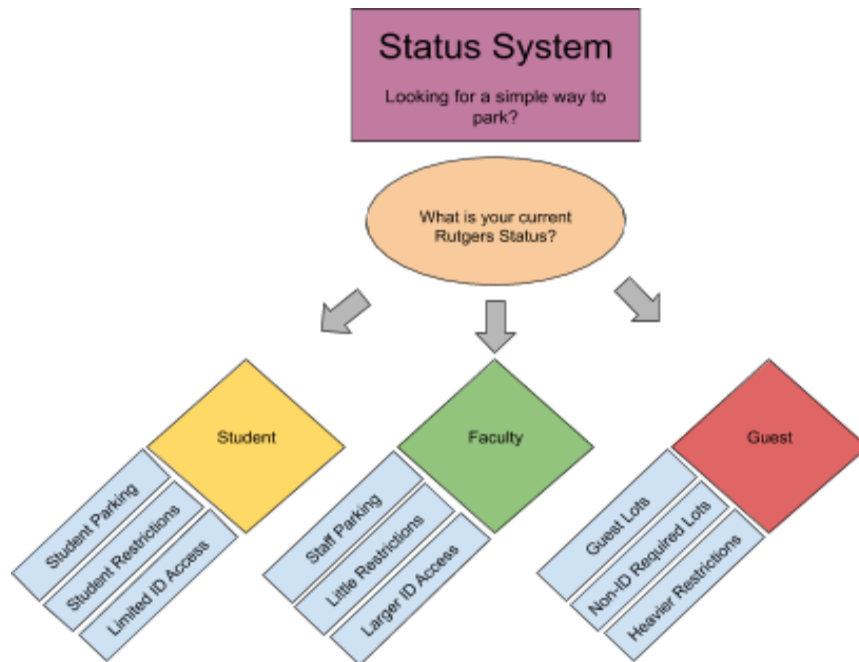 Status System
Looking for a simple way to
park?
What is your current
Rutgers Status?
Student
Student Parking
Student Restrictions
Limited ID Access
Faculty
Staff Parking
Little Restrictions
Larger ID Access
Guest
Guest Lots
Non-ID Required Lots
Heavier Restrictions